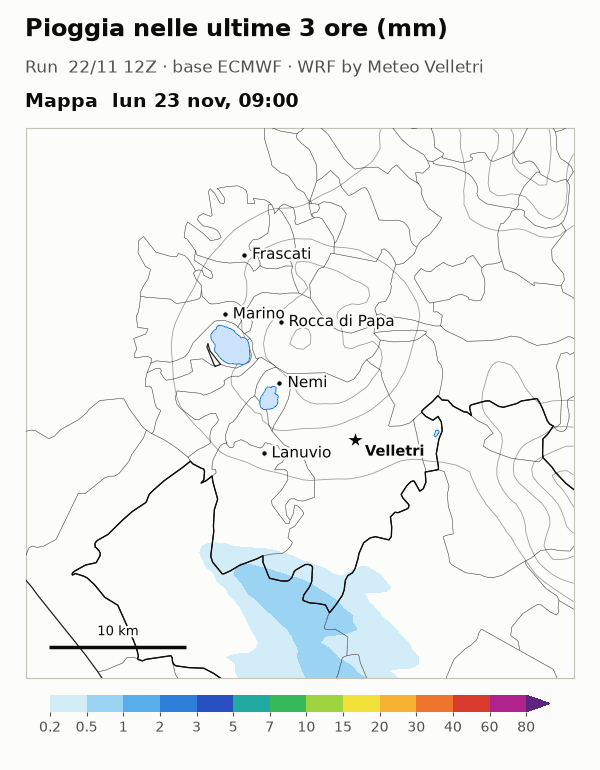 Pioggia nelle ultime 3 ore (mm)
Run  22/11 12Z · base ECMWF · WRF by Meteo Velletri
Mappa  lun 23 nov, 09:00
Frascati
Marino
Rocca di Papa
Nemi
Velletri
Lanuvio
10 km
0.2 0.5 1 2 3 5 7 10 15 20 30 40 60 80